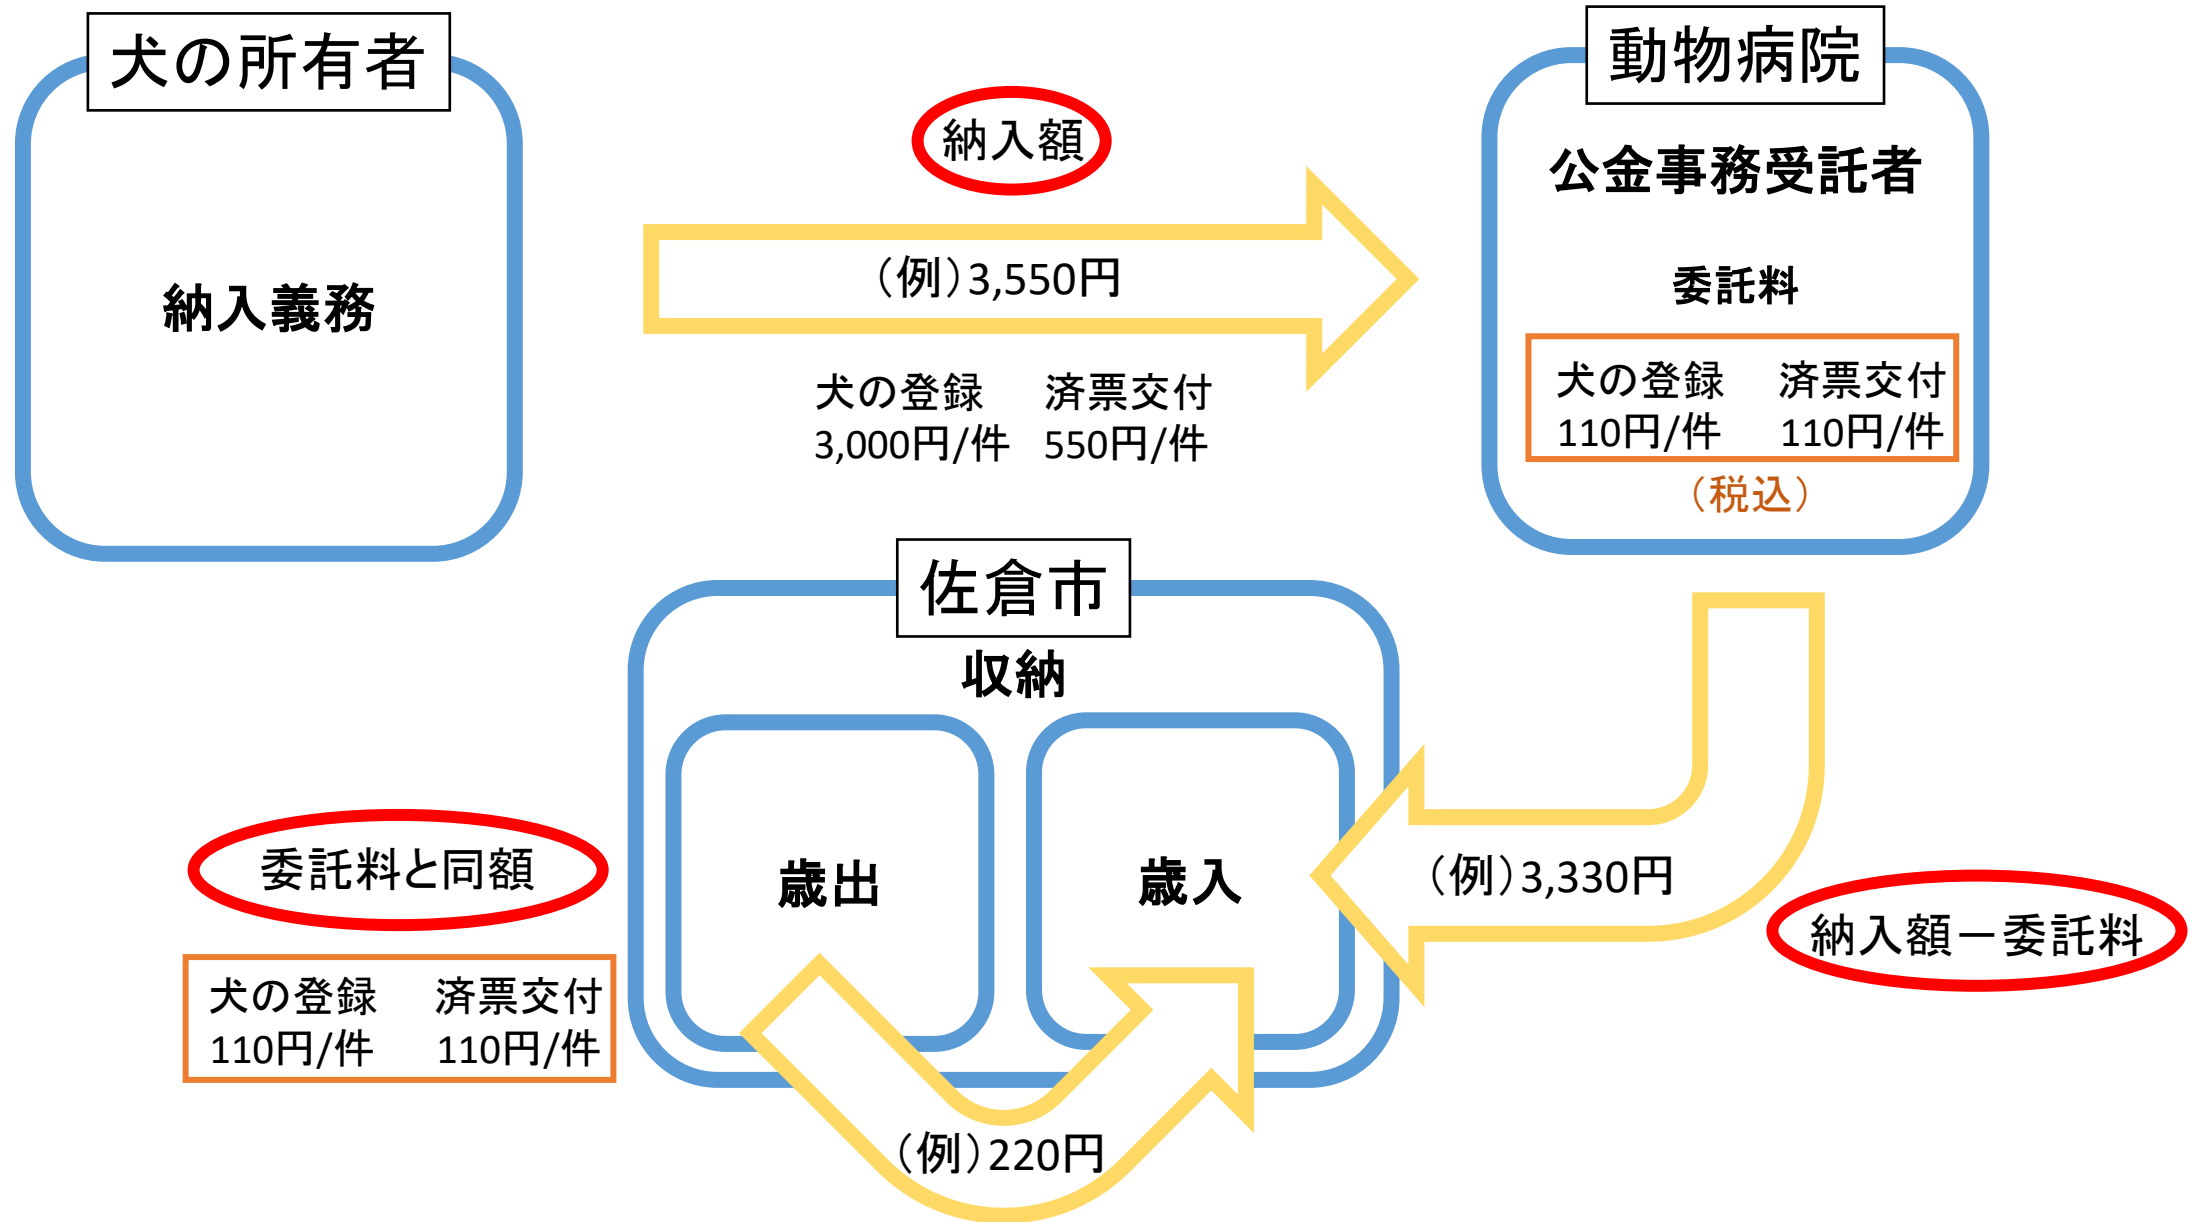 犬の所有者
納入義務
納入額
(例)3,550円
犬の登録 済票交付
3,000円/件 550円/件
動物病院
公金事務受託者
委託料
犬の登録 済票交付
110円/件 110円/件
(税込)
佐倉市
収納
歳出
歳入
(例)3,330円
納入額－委託料
委託料と同額
犬の登録 済票交付
110円/件 110円/件
(例)220円